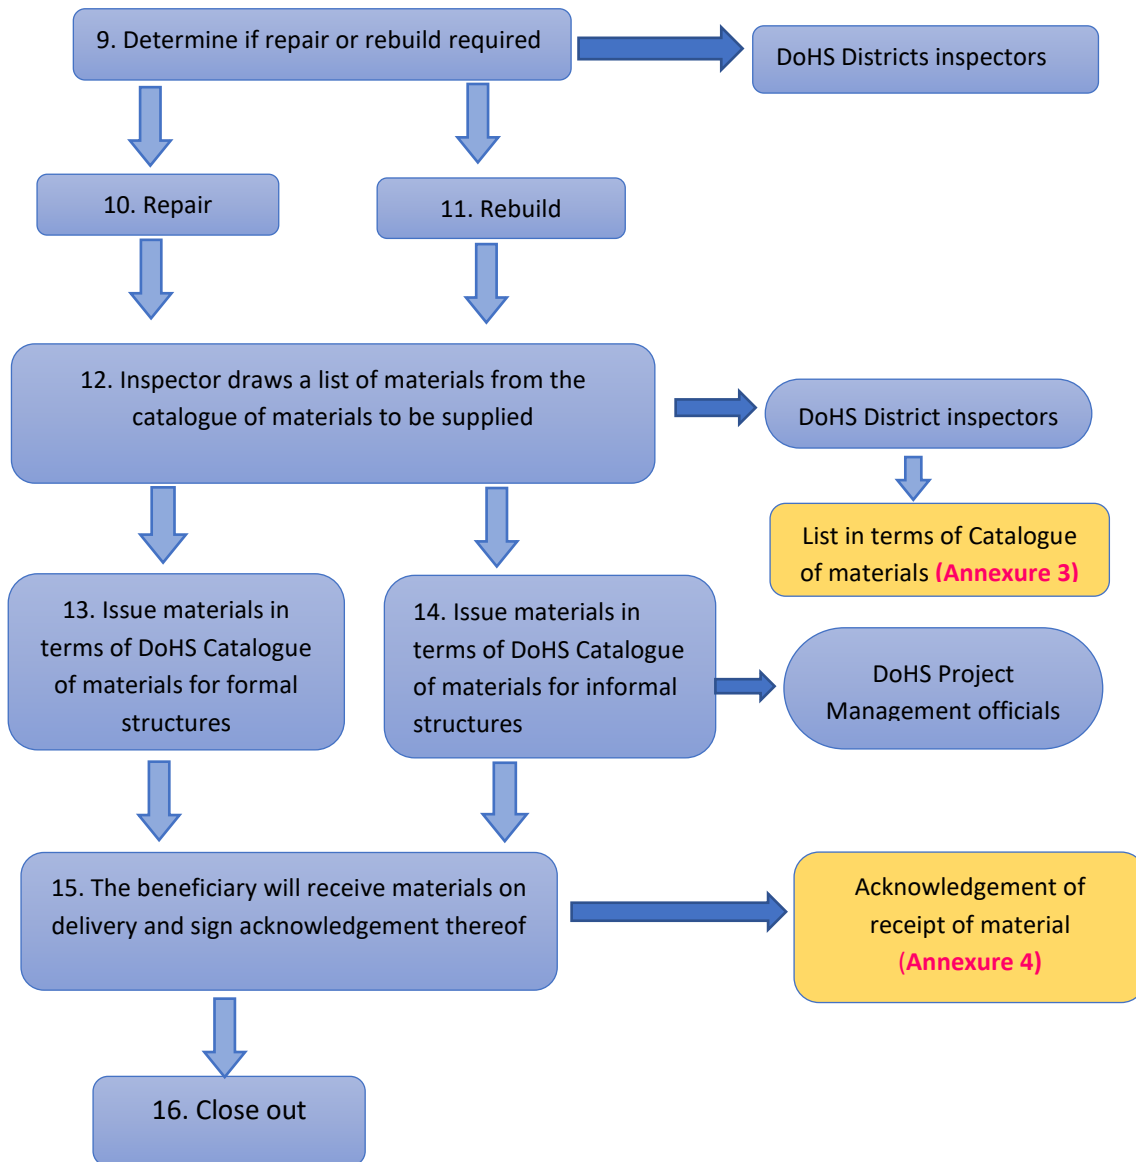 9. Determine if repair or rebuild required
DoHS Districts inspectors
10. Repair
11. Rebuild
12. Inspector draws a list of materials from the
catalogue of materials to be supplied
DoHS District inspectors
List in terms of Catalogue
of materials (Annexure 3)
13. Issue materials in
terms of DoHS Catalogue
of materials for formal
structures
14. Issue materials in
terms of DoHS Catalogue
of materials for informal
structures
DoHS Project
Management officials
15. The beneficiary will receive materials on
delivery and sign acknowledgement thereof
Acknowledgement of
receipt of material
(Annexure 4)
16. Close out